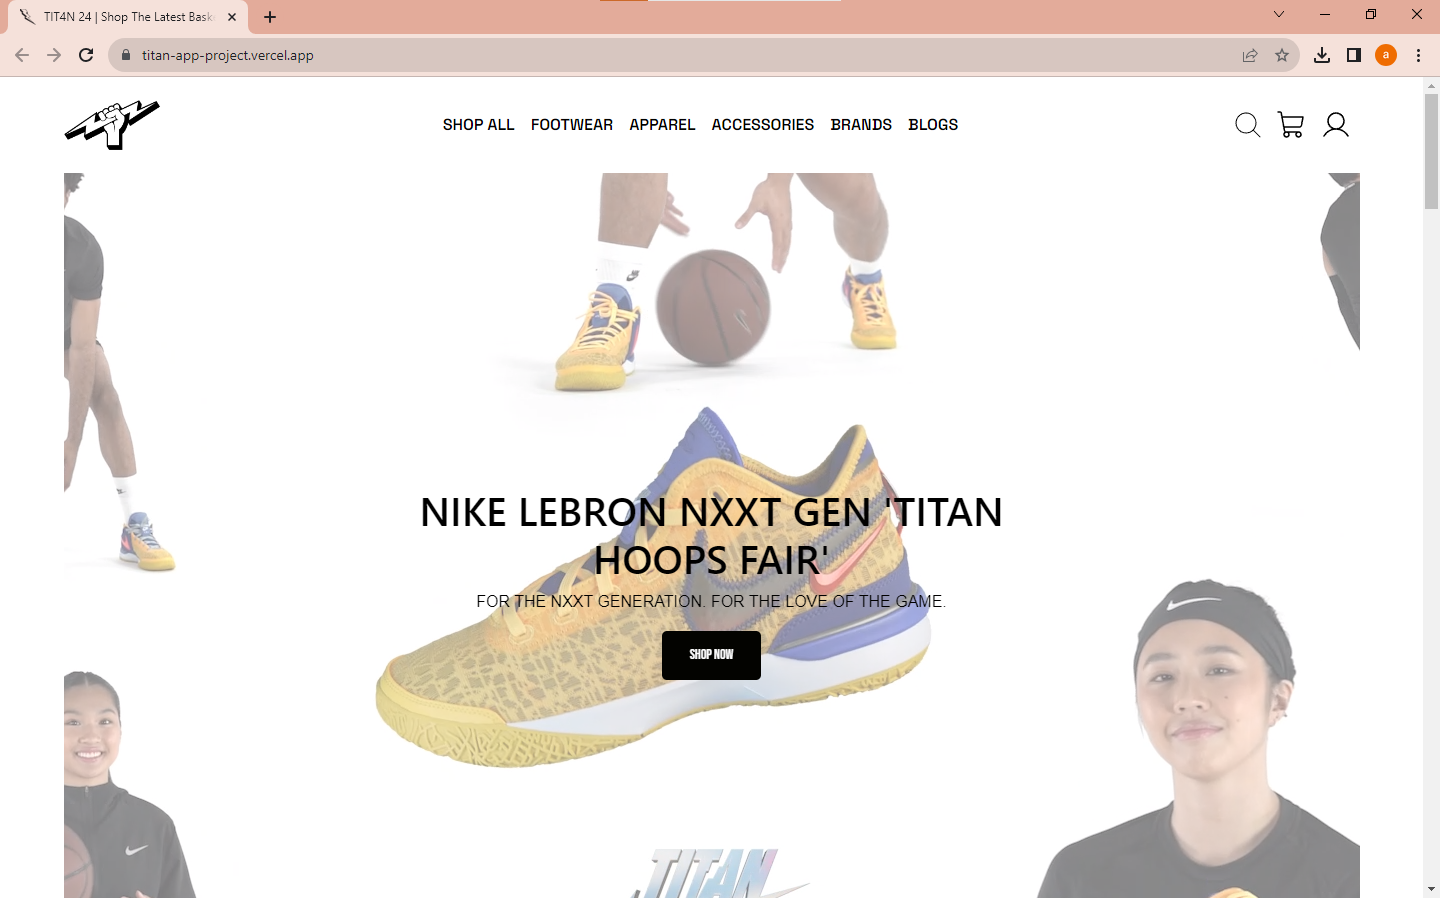 TIT4N 24 | Shop The Latest Bask
titan-app-project.vercel.app
a
SHOP ALL FOOTWEAR APPAREL ACCESSORIES BRANDS BLOGS
NIKE LEBRON NXXT GEN 'TITAN
HOOPS FAIR'
FOR THE NXXT GENERATION. FOR THE LOVE OF THE GAME.
SHOP NOW
TITAN